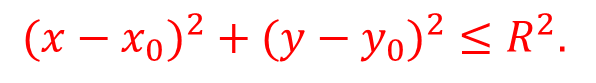 (x − x₀)² + (y − y₀)² ≤ R².